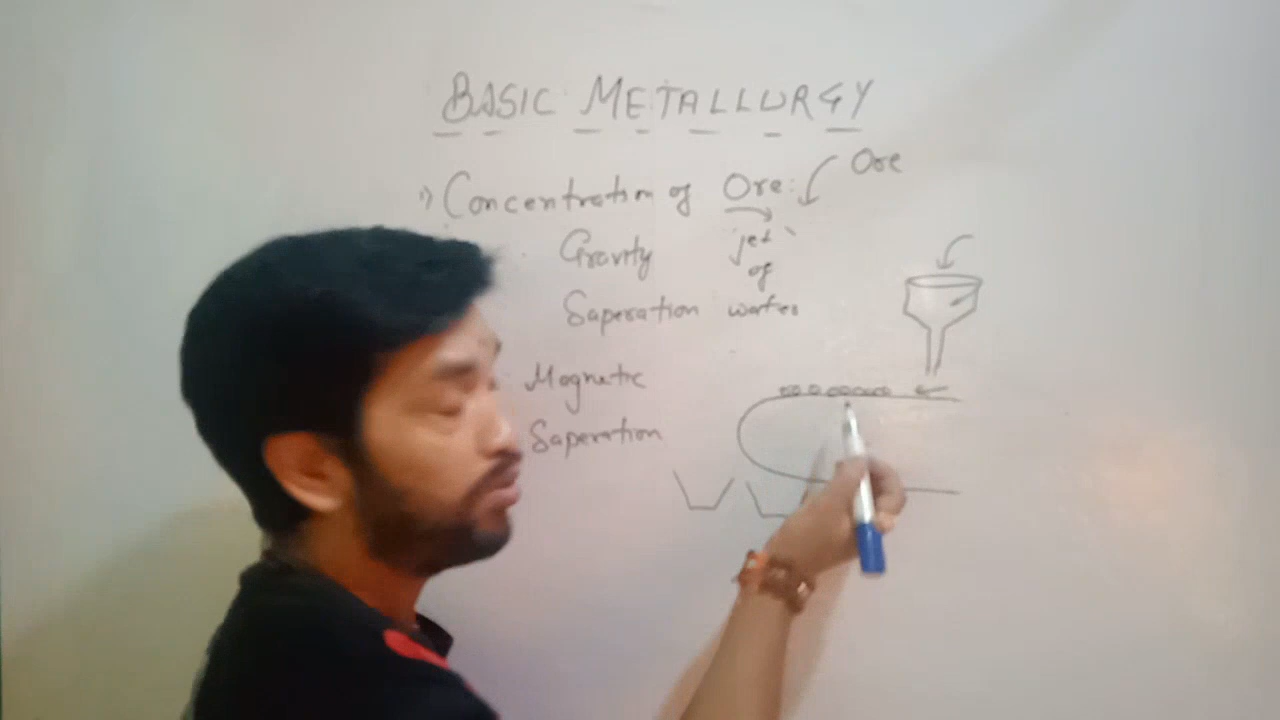 BASIC METALLURGY
1) Concentration of Ore: Ore
Gravity jet
of
Saperation water
Magnetic
Saperation